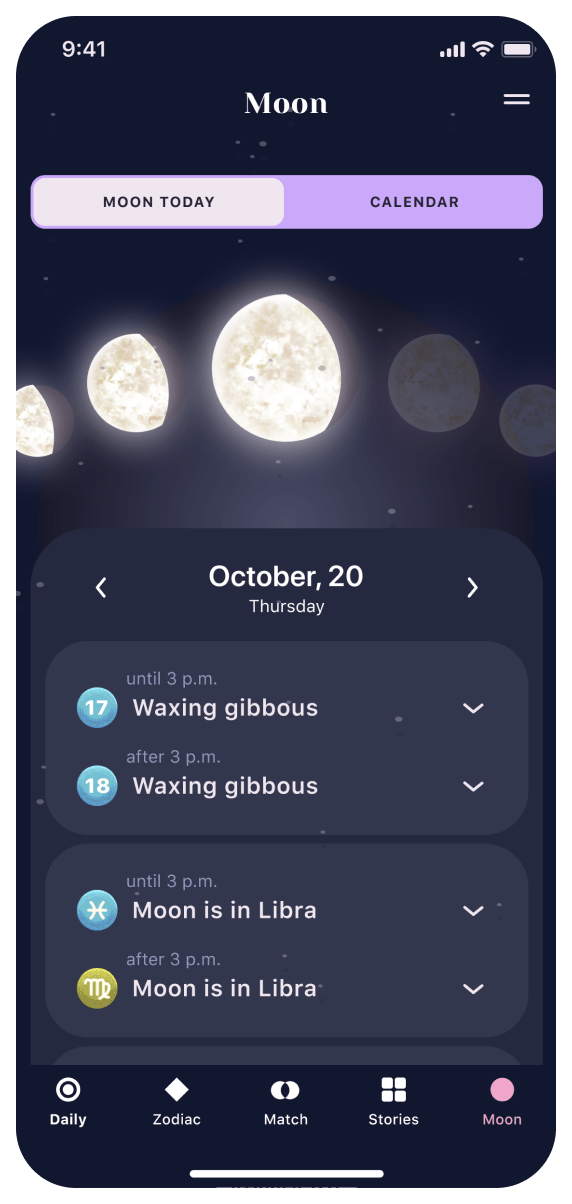 9:41
Moon
MOON TODAY
CALENDAR
October, 20
Thursday
until 3 p.m.
17 Waxing gibbous
after 3 p.m.
18 Waxing gibbous
until 3 p.m.
♓ Moon is in Libra
after 3 p.m.
♍ Moon is in Libra
Daily Zodiac Match Stories Moon